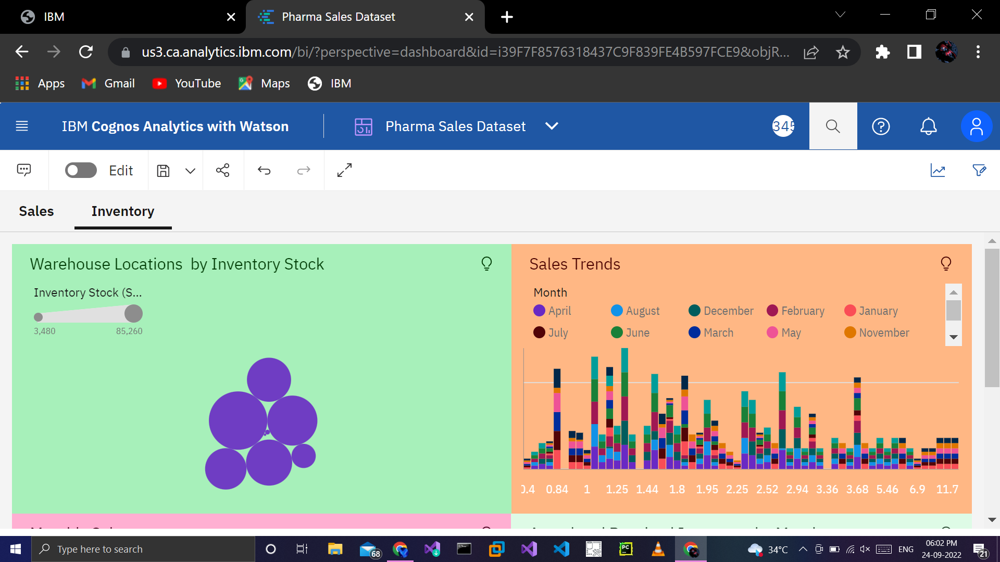 IBM
Pharma Sales Dataset
us3.ca.analytics.ibm.com/bi/?perspective=dashboard&id=i39F7F8576318437C9F839FE4B597FCE9&objR...
Apps Gmail YouTube Maps IBM
IBM Cognos Analytics with Watson
Pharma Sales Dataset
345
Edit
Sales Inventory
Warehouse Locations by Inventory Stock
Inventory Stock (S...
3,480 85,260
Sales Trends
Month
April August December February January
July June March May November
0.4 0.84 1 1.25 1.44 1.8 1.95 2.25 2.52 2.94 3.36 3.68 5.46 6.9 11.7
Type here to search
68
PC
34°C
ENG
06:02 PM
24-09-2022
21